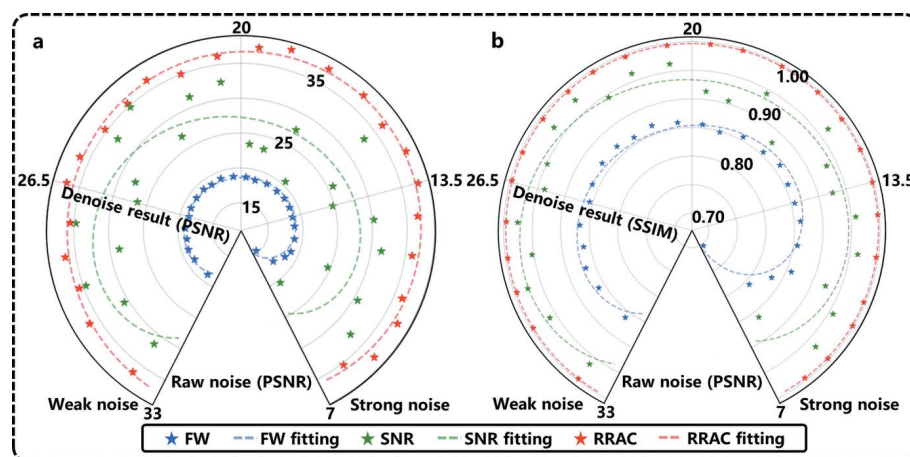 a
20
35
25
15
26.5
13.5
Denoise result (PSNR)
Raw noise (PSNR)
Weak noise
33
7
Strong noise
b
20
1.00
0.90
0.80
0.70
26.5
13.5
Denoise result (SSIM)
Raw noise (PSNR)
Weak noise
33
7
Strong noise
FW FW fitting SNR SNR fitting RRAC RRAC fitting